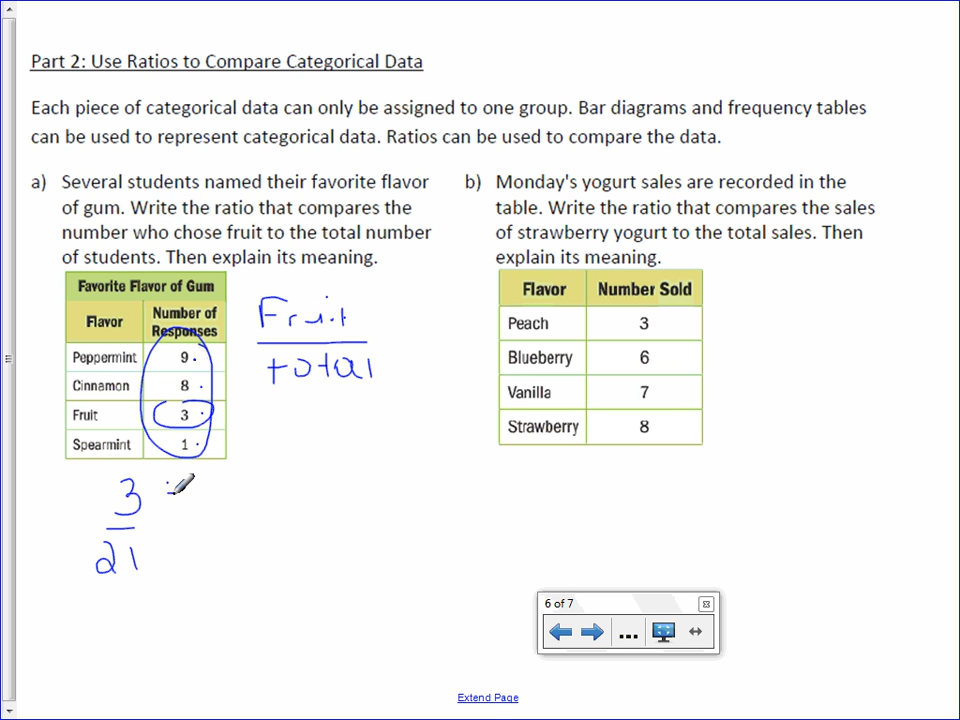 Part 2: Use Ratios to Compare Categorical Data
Each piece of categorical data can only be assigned to one group. Bar diagrams and frequency tables
can be used to represent categorical data. Ratios can be used to compare the data.
a) Several students named their favorite flavor
of gum. Write the ratio that compares the
number who chose fruit to the total number
of students. Then explain its meaning.
Favorite Flavor of Gum
Flavor Number of Responses
Peppermint 9
Cinnamon 8
Fruit 3
Spearmint 1
Fruit
total
3
21
b) Monday's yogurt sales are recorded in the
table. Write the ratio that compares the sales
of strawberry yogurt to the total sales. Then
explain its meaning.
Flavor Number Sold
Peach 3
Blueberry 6
Vanilla 7
Strawberry 8
6 of 7
...
Extend Page